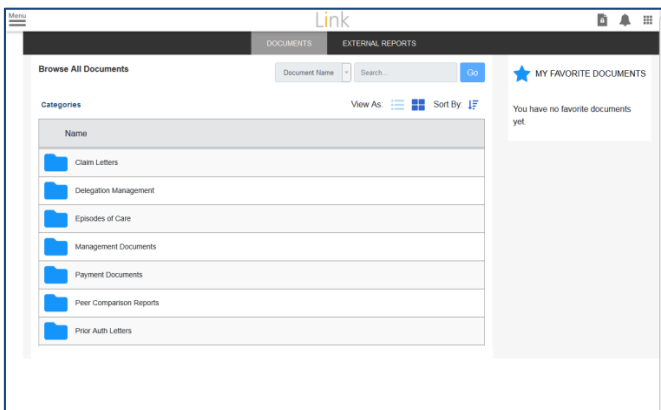 Menu
Link
DOCUMENTS EXTERNAL REPORTS
Browse All Documents
Document Name Search... Go
MY FAVORITE DOCUMENTS
You have no favorite documents
yet.
Categories
View As: Sort By:
Name
Claim Letters
Delegation Management
Episodes of Care
Management Documents
Payment Documents
Peer Comparison Reports
Prior Auth Letters